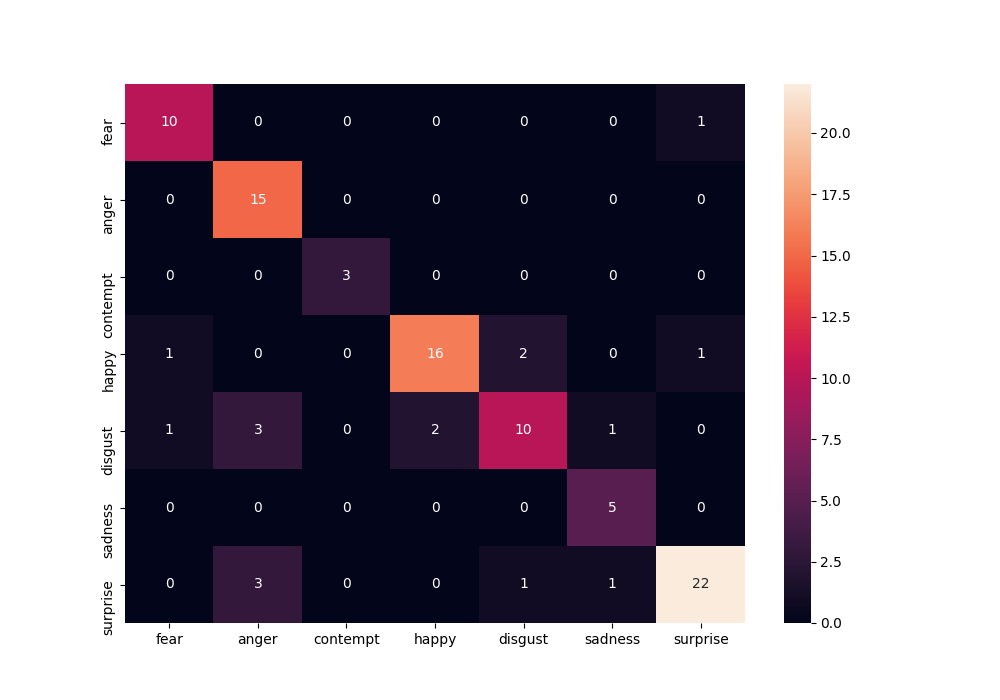 fear 10 0 0 0 0 0 1
anger 0 15 0 0 0 0 0
contempt 0 0 3 0 0 0 0
happy 1 0 0 16 2 0 1
disgust 1 3 0 2 10 1 0
sadness 0 0 0 0 0 5 0
surprise 0 3 0 0 1 1 22
fear anger contempt happy disgust sadness surprise
20.0
17.5
15.0
12.5
10.0
7.5
5.0
2.5
0.0